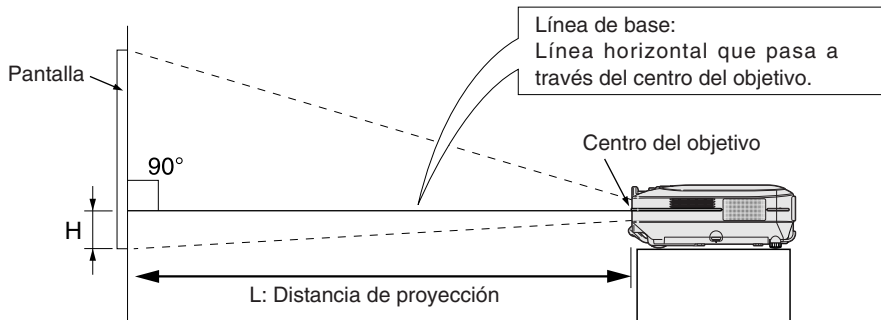 Línea de base:
Línea horizontal que pasa a
través del centro del objetivo.
Pantalla
Centro del objetivo
90°
H
L: Distancia de proyección